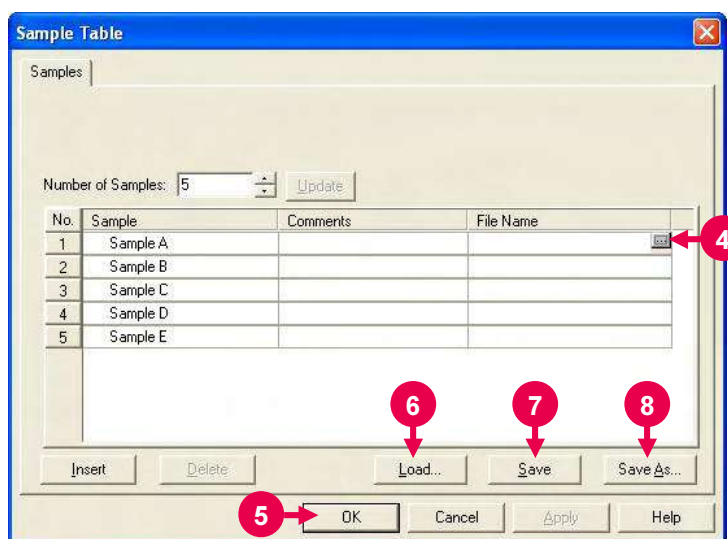 Sample Table
Samples
Number of Samples: 5 Update
No. Sample Comments File Name
1 Sample A ... 4
2 Sample B
3 Sample C
4 Sample D
5 Sample E
6 7 8
Insert Delete Load... Save Save As...
5 OK Cancel Apply Help